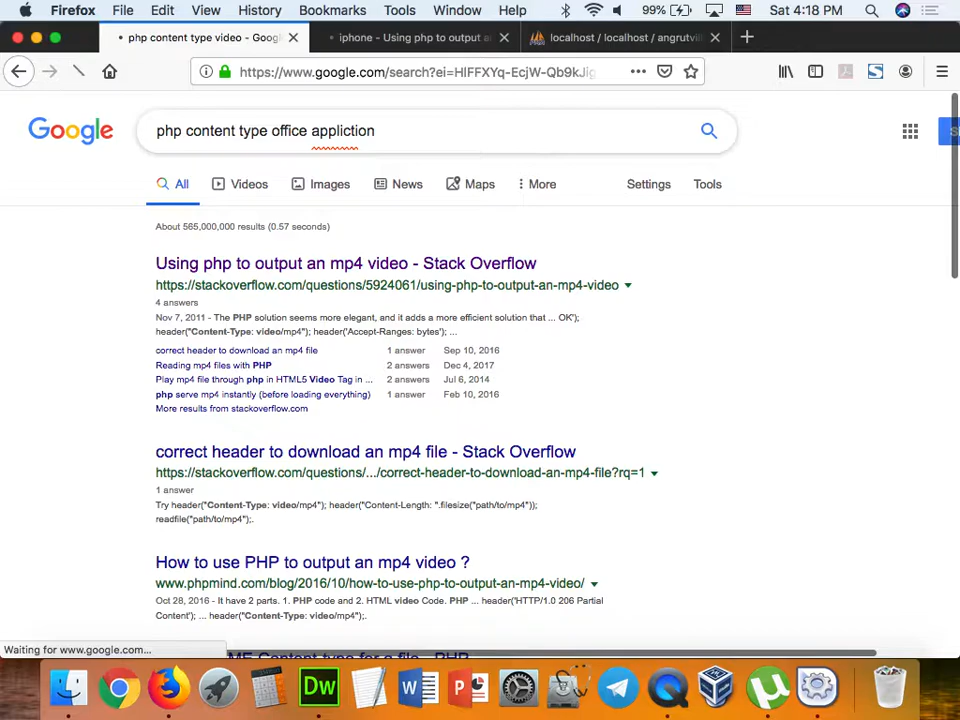 Firefox File Edit View History Bookmarks Tools Window Help 99% Sat 4:18 PM
php content type video - Goog iphone - Using php to output a localhost / localhost / angrutvill
https://www.google.com/search?ei=HIFFXYq-EcjW-Qb9kJig
Google php content type office appliction
All Videos Images News Maps More Settings Tools
About 565,000,000 results (0.57 seconds)
Using php to output an mp4 video - Stack Overflow
https://stackoverflow.com/questions/5924061/using-php-to-output-an-mp4-video
4 answers
Nov 7, 2011 - The PHP solution seems more elegant, and it adds a more efficient solution that ... OK');
header("Content-Type: video/mp4"); header('Accept-Ranges: bytes'); ...
correct header to download an mp4 file 1 answer Sep 10, 2016
Reading mp4 files with PHP 2 answers Dec 4, 2017
Play mp4 file through php in HTML5 Video Tag in ... 2 answers Jul 6, 2014
php serve mp4 instantly (before loading everything) 1 answer Feb 10, 2016
More results from stackoverflow.com
correct header to download an mp4 file - Stack Overflow
https://stackoverflow.com/questions/.../correct-header-to-download-an-mp4-file?rq=1
1 answer
Try header("Content-Type: video/mp4"); header("Content-Length: ".filesize("path/to/mp4"));
readfile("path/to/mp4");.
How to use PHP to output an mp4 video ?
www.phpmind.com/blog/2016/10/how-to-use-php-to-output-an-mp4-video/
Oct 28, 2016 - It have 2 parts. 1. PHP code and 2. HTML video Code. PHP ... header('HTTP/1.0 206 Partial
Content'); ... header("Content-Type: video/mp4");.
Waiting for www.google.com...
ME Content type for a file - PHP
Dw W P